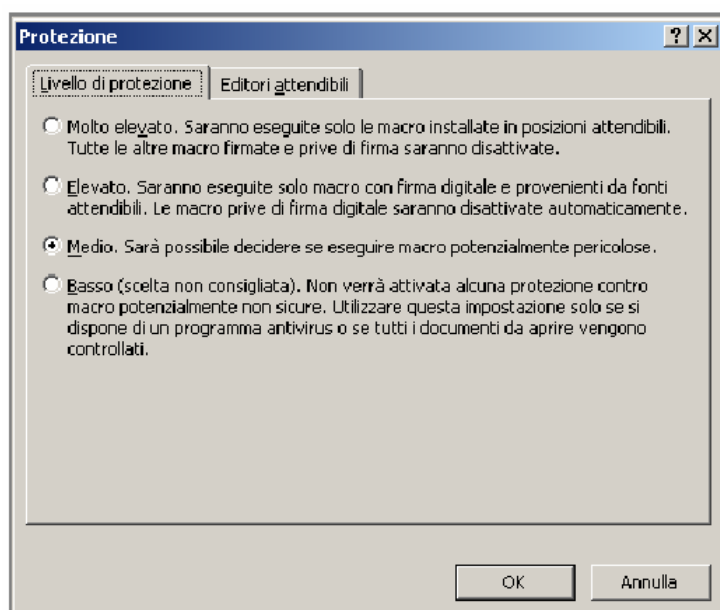 Protezione
Livello di protezione
Editori attendibili
Molto elevato. Saranno eseguite solo le macro installate in posizioni attendibili.
Tutte le altre macro firmate e prive di firma saranno disattivate.
Elevato. Saranno eseguite solo macro con firma digitale e provenienti da fonti
attendibili. Le macro prive di firma digitale saranno disattivate automaticamente.
Medio. Sarà possibile decidere se eseguire macro potenzialmente pericolose.
Basso (scelta non consigliata). Non verrà attivata alcuna protezione contro
macro potenzialmente non sicure. Utilizzare questa impostazione solo se si
dispone di un programma antivirus o se tutti i documenti da aprire vengono
controllati.
OK
Annulla